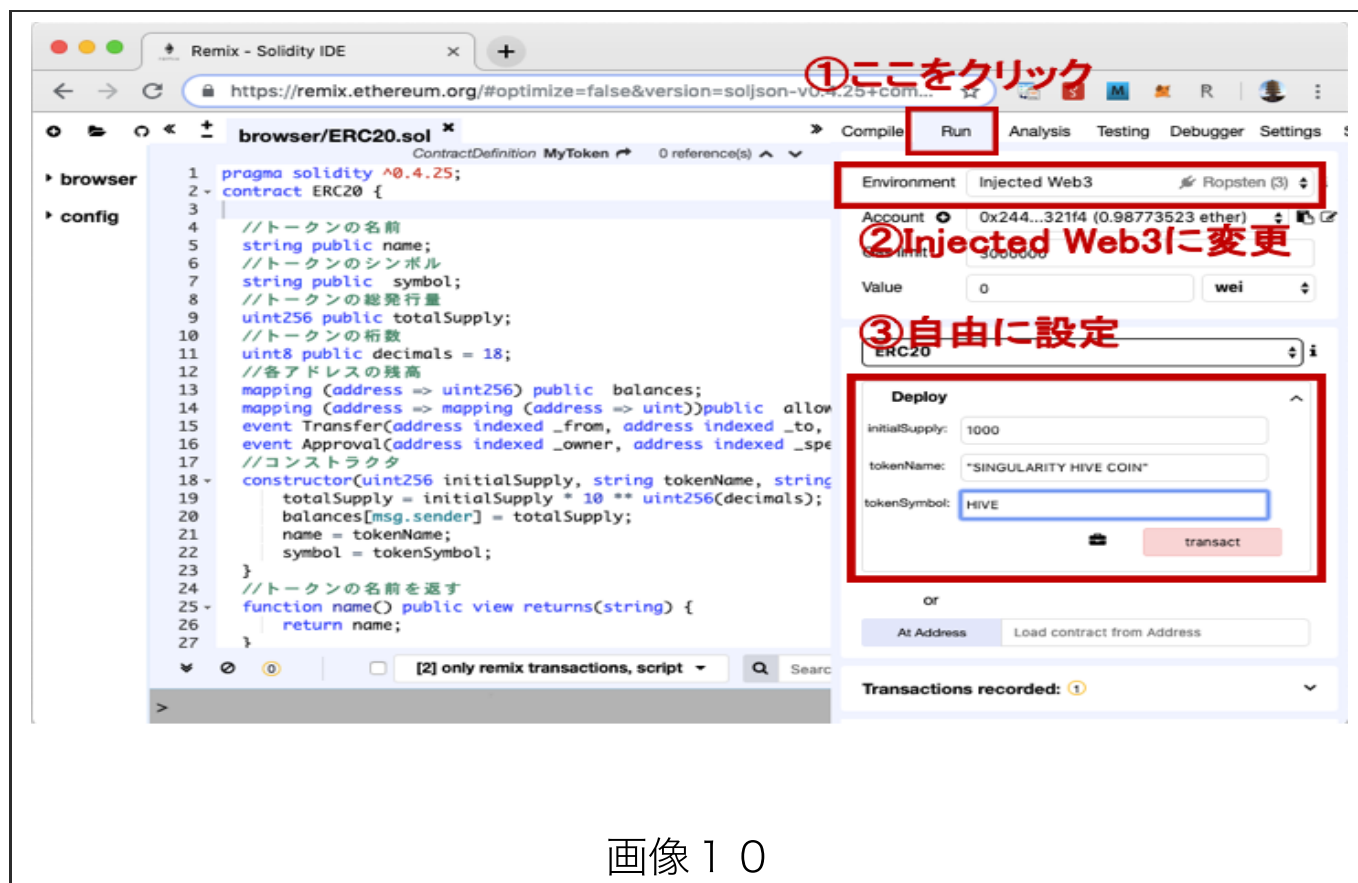 Remix - Solidity IDE
①ここをクリック
https://remix.ethereum.org/#optimize=false&version=soljson-v0.4.25+com...
browser/ERC20.sol
Compile Run Analysis Testing Debugger Settings
ContractDefinition MyToken 0 reference(s)
browser
config
1 pragma solidity ^0.4.25;
2 contract ERC20 {
3
4 //トークンの名前
5 string public name;
6 //トークンのシンボル
7 string public symbol;
8 //トークンの総発行量
9 uint256 public totalSupply;
10 //トークンの桁数
11 uint8 public decimals = 18;
12 //各アドレスの残高
13 mapping (address => uint256) public balances;
14 mapping (address => mapping (address => uint))public allow
15 event Transfer(address indexed _from, address indexed _to,
16 event Approval(address indexed _owner, address indexed _spe
17 //コンストラクタ
18 constructor(uint256 initialSupply, string tokenName, string
19 totalSupply = initialSupply * 10 ** uint256(decimals);
20 balances[msg.sender] = totalSupply;
21 name = tokenName;
22 symbol = tokenSymbol;
23 }
24 //トークンの名前を返す
25 function name() public view returns(string) {
26 return name;
27 }
[2] only remix transactions, script
Searc
>
Environment Injected Web3 Ropsten (3)
Account 0x244...321f4 (0.98773523 ether)
②Injected Web3に変更
Gas limit 3000000
Value 0 wei
③自由に設定
ERC20
Deploy
initialSupply: 1000
tokenName: "SINGULARITY HIVE COIN"
tokenSymbol: HIVE
transact
or
At Address Load contract from Address
Transactions recorded: 1
画像１０